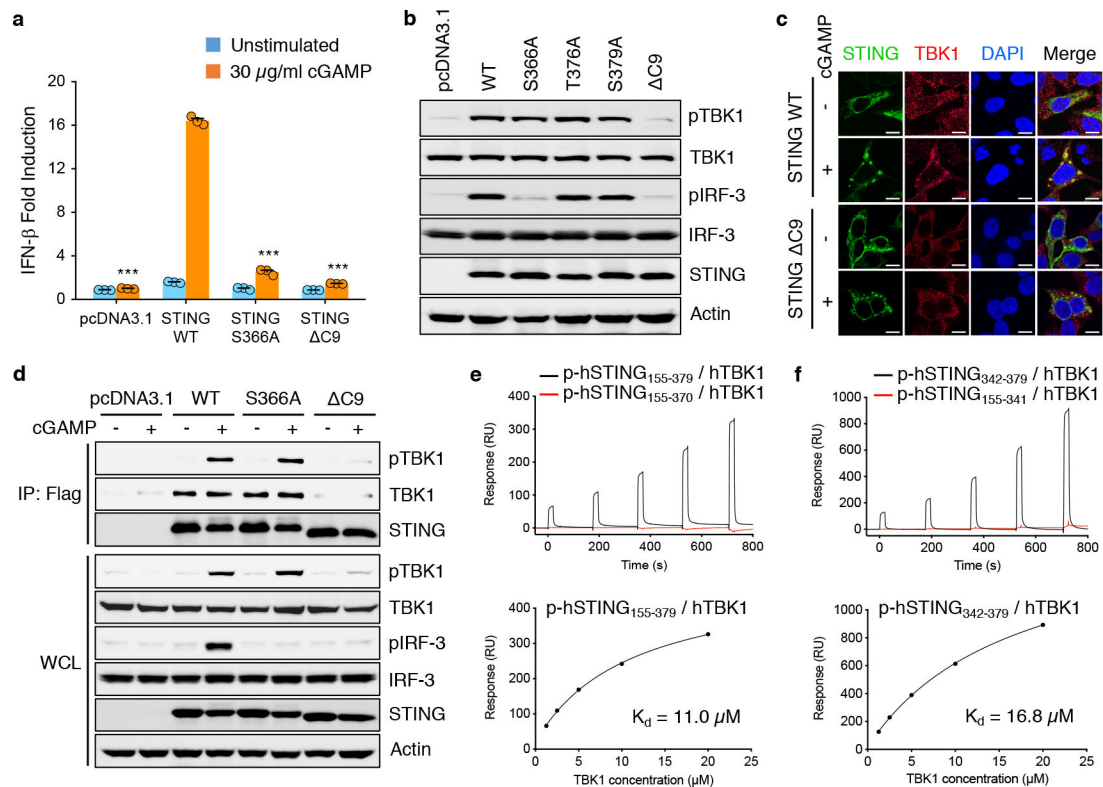 a
Unstimulated
30 µg/ml cGAMP
IFN-β Fold Induction
20
16
12
8
4
0
***
***
***
pcDNA3.1
STING WT
STING S366A
STING ΔC9
b
pcDNA3.1
WT
S366A
T376A
S379A
ΔC9
pTBK1
TBK1
pIRF-3
IRF-3
STING
Actin
c
cGAMP
STING
TBK1
DAPI
Merge
STING WT
-
+
STING ΔC9
-
+
d
pcDNA3.1
WT
S366A
ΔC9
cGAMP
- + - + - + - +
IP: Flag
pTBK1
TBK1
STING
WCL
pTBK1
TBK1
pIRF-3
IRF-3
STING
Actin
e
p-hSTING155-379 / hTBK1
p-hSTING155-370 / hTBK1
Response (RU)
400
300
200
100
0
0 200 400 600 800
Time (s)
p-hSTING155-379 / hTBK1
Response (RU)
400
300
200
100
0
Kd = 11.0 µM
0 5 10 15 20 25
TBK1 concentration (µM)
f
p-hSTING342-379 / hTBK1
p-hSTING155-341 / hTBK1
Response (RU)
1000
800
600
400
200
0
0 200 400 600 800
Time (s)
p-hSTING342-379 / hTBK1
Response (RU)
1000
800
600
400
200
0
Kd = 16.8 µM
0 5 10 15 20 25
TBK1 concentration (µM)